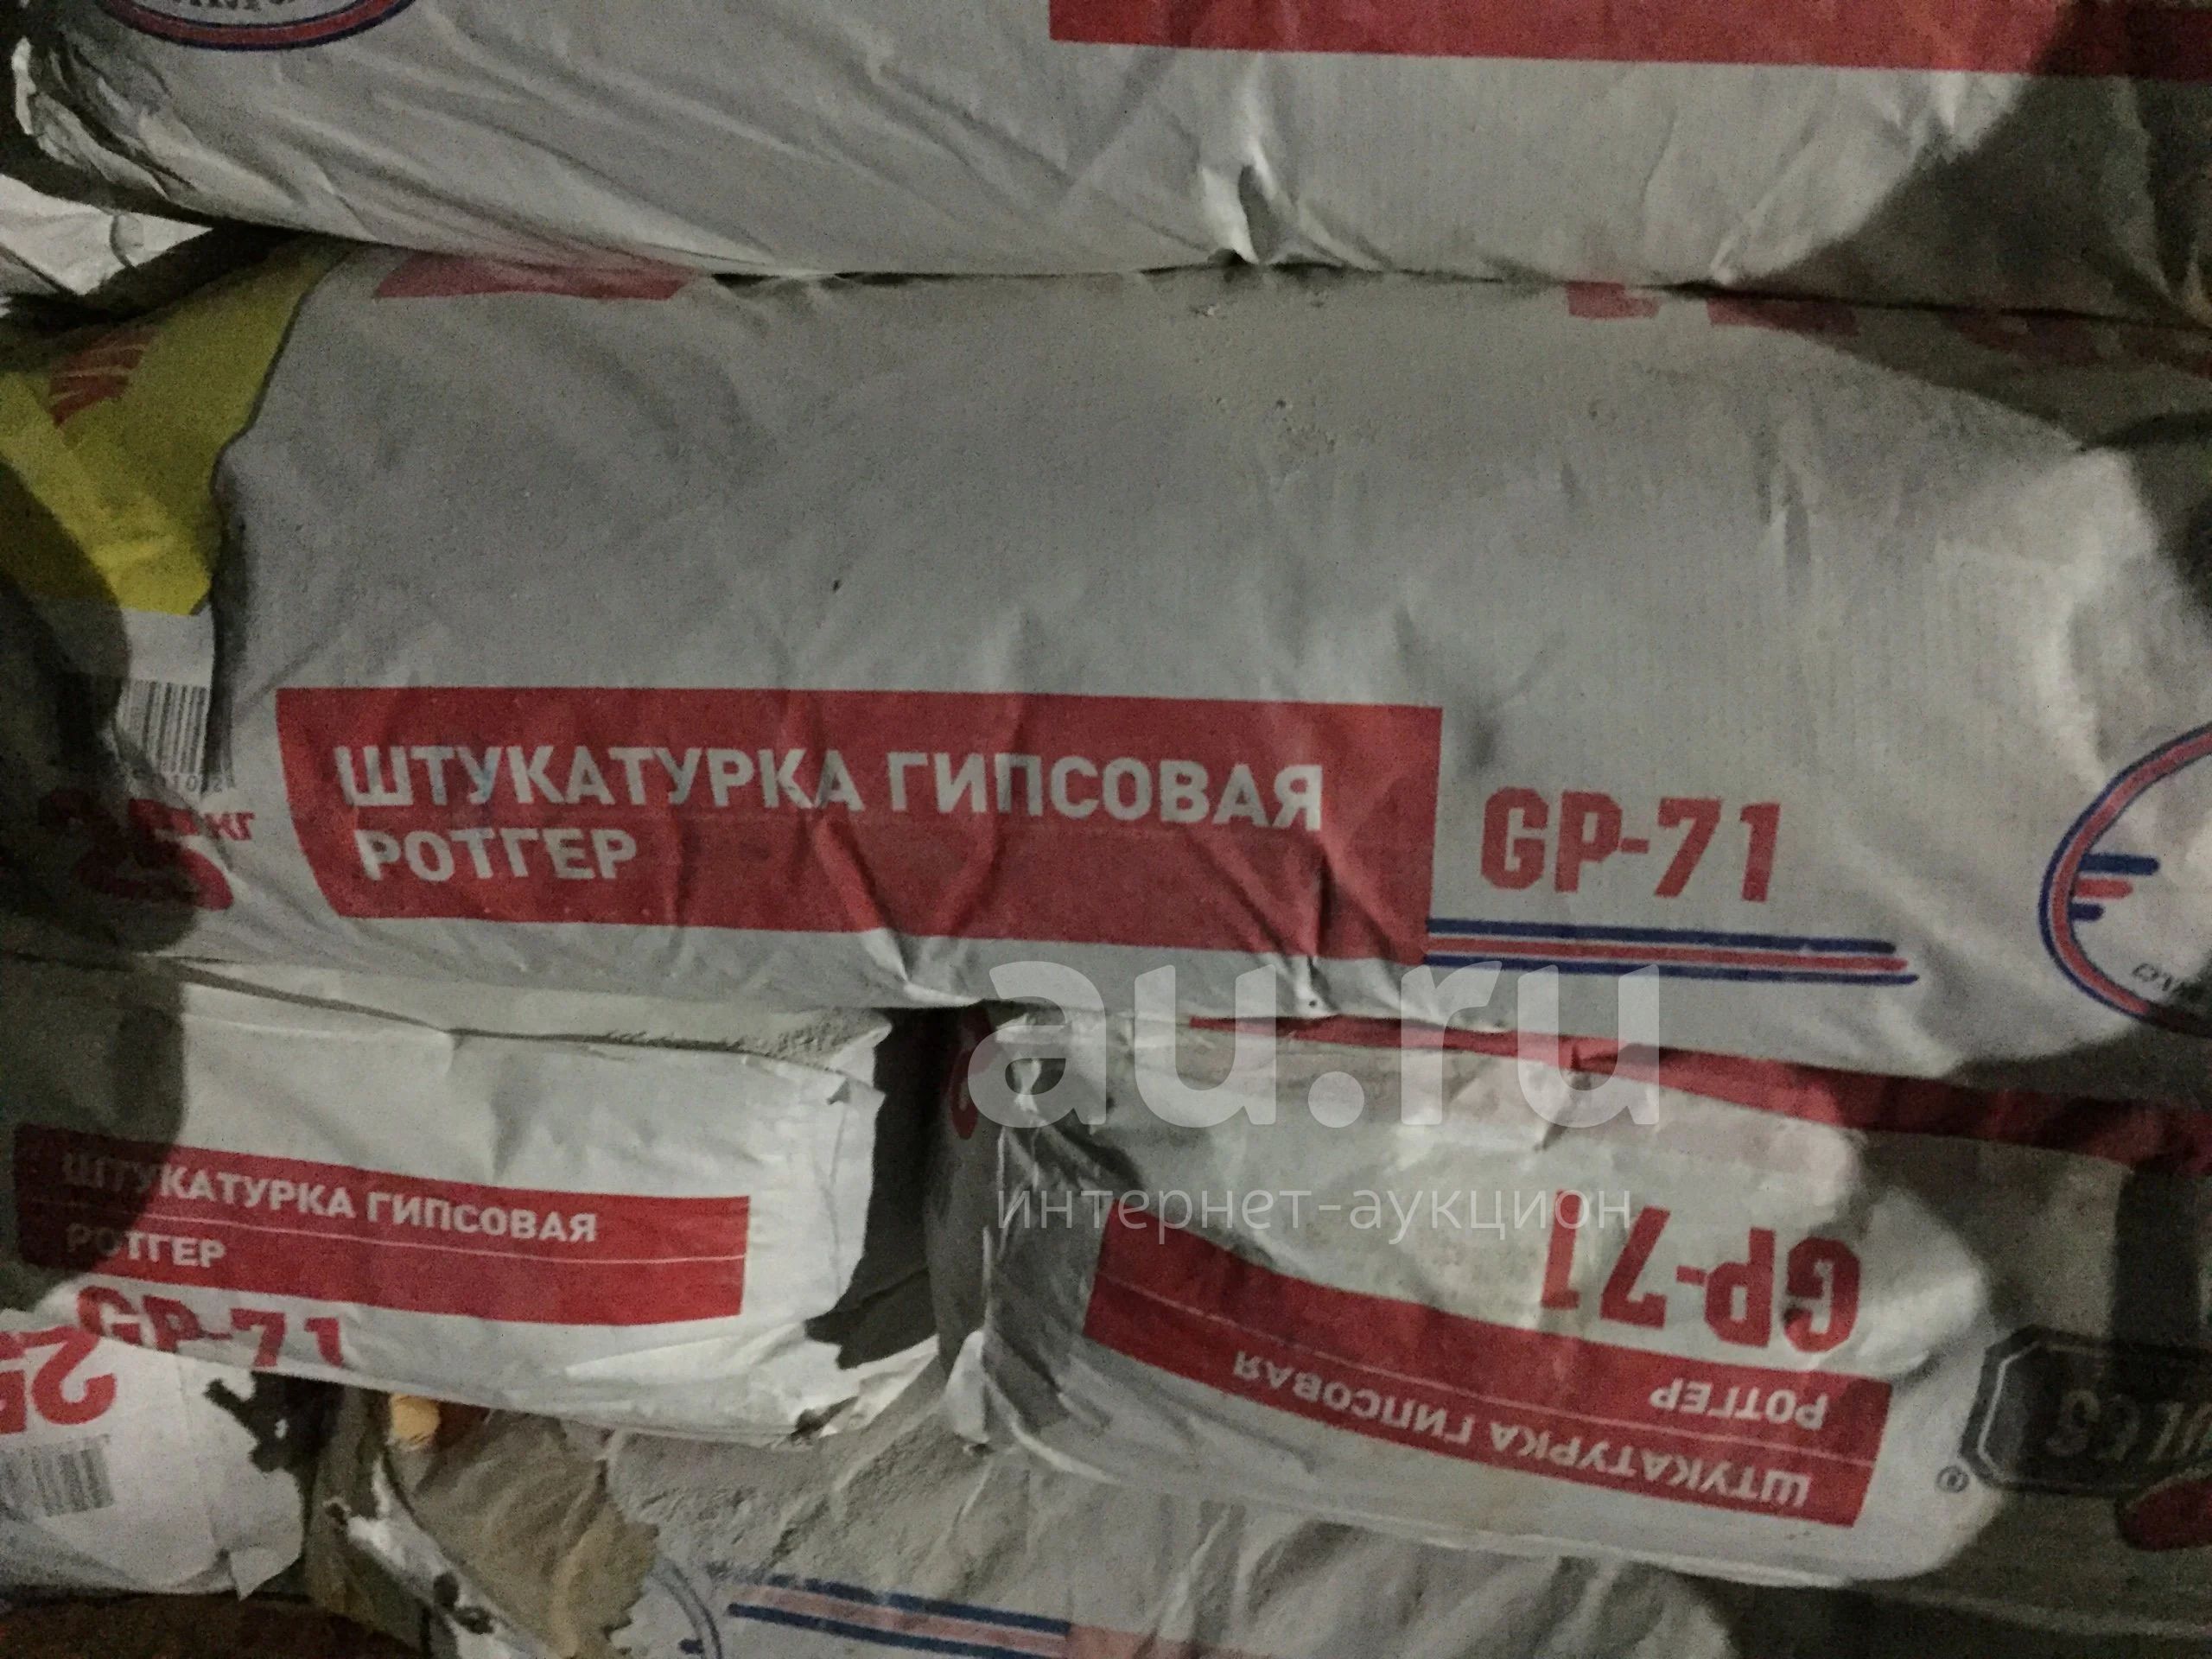 ШТУКАТУРКА ГИПСОВАЯ
РОТГЕР
GP-71
кг
au.ru
интернет-аукцион
ШТУКАТУРКА ГИПСОВАЯ
РОТГЕР
GP-71
GP-71
РОТГЕР
ШТУКАТУРКА ГИПСОВАЯ
®